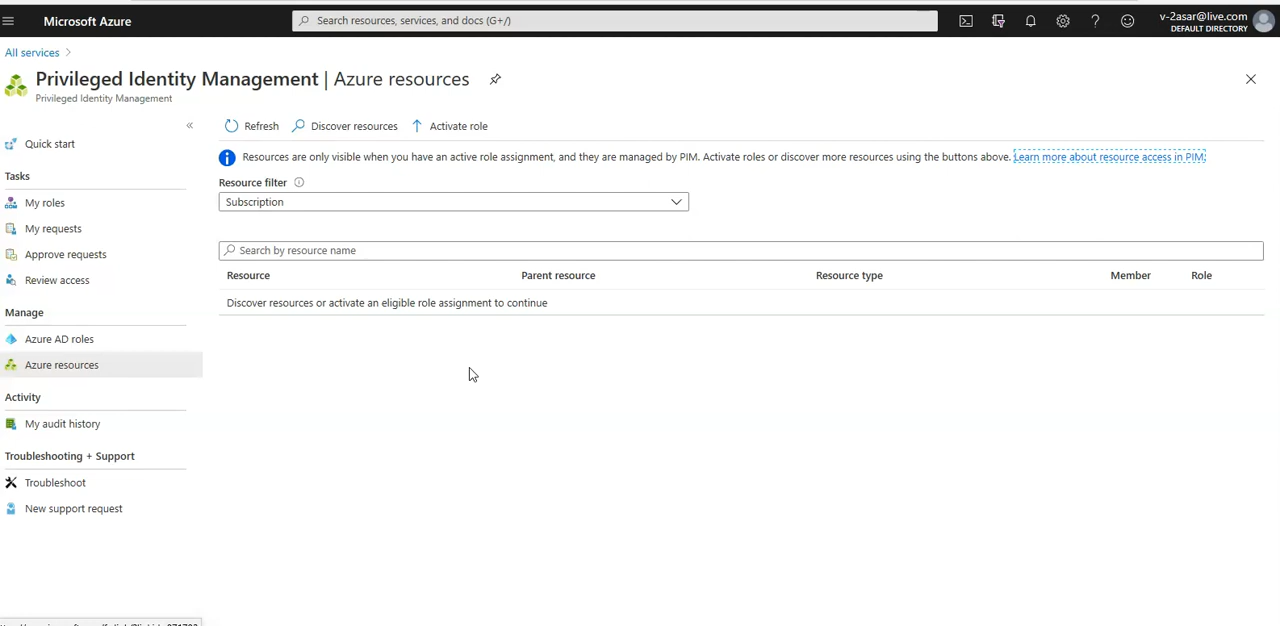 Microsoft Azure
Search resources, services, and docs (G+/)
v-2asar@live.com
DEFAULT DIRECTORY
All services
Privileged Identity Management | Azure resources
Privileged Identity Management
Quick start
Tasks
My roles
My requests
Approve requests
Review access
Manage
Azure AD roles
Azure resources
Activity
My audit history
Troubleshooting + Support
Troubleshoot
New support request
Refresh
Discover resources
Activate role
Resources are only visible when you have an active role assignment, and they are managed by PIM. Activate roles or discover more resources using the buttons above. Learn more about resource access in PIM.
Resource filter
Subscription
Search by resource name
Resource Parent resource Resource type Member Role
Discover resources or activate an eligible role assignment to continue